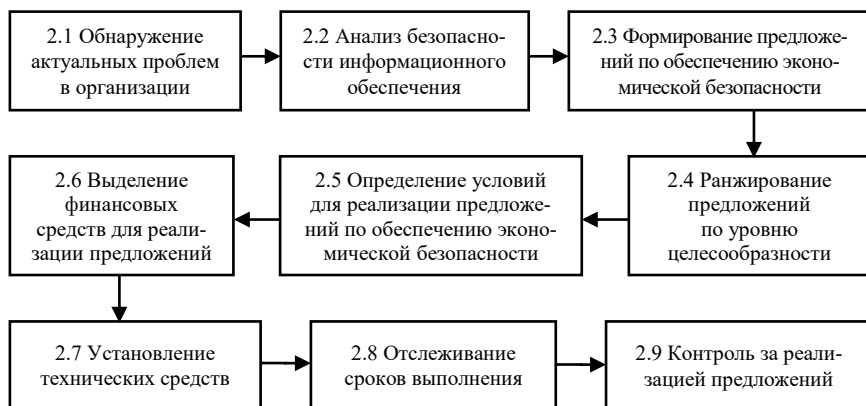 2.1 Обнаружение
актуальных проблем
в организации
2.2 Анализ безопасно-
сти информационного
обеспечения
2.3 Формирование предложе-
ний по обеспечению эконо-
мической безопасности
2.4 Ранжирование
предложений
по уровню
целесообразности
2.5 Определение условий
для реализации предложе-
ний по обеспечению эконо-
мической безопасности
2.6 Выделение
финансовых
средств для реали-
зации предложений
2.7 Установление
технических средств
2.8 Отслеживание
сроков выполнения
2.9 Контроль за реали-
зацией предложений